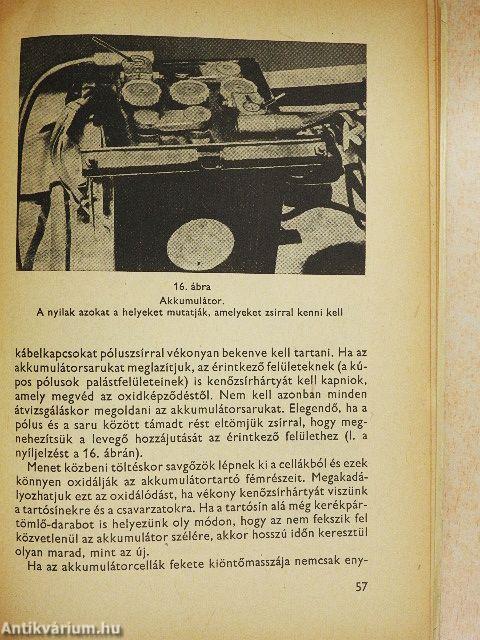 16. ábra
Akkumulátor.
A nyilak azokat a helyeket mutatják, amelyeket zsírral kenni kell
kábelkapcsokat póluszsírral vékonyan bekenve kell tartani. Ha az
akkumulátorsarukat meglazítjuk, az érintkező felületeknek (a kú-
pos pólusok palástfelületeinek) is kenőzsírhártyát kell kapniok,
amely megvéd az oxidképződéstől. Nem kell azonban minden
átvizsgáláskor megoldani az akkumulátorsarukat. Elegendő, ha a
pólus és a saru között támadt rést eltömjük zsírral, hogy meg-
nehezítsük a levegő hozzájutását az érintkező felülethez (l. a
nyíljelzést a 16. ábrán).
Menet közbeni töltéskor savgőzök lépnek ki a cellákból és ezek
könnyen oxidálják az akkumulátortartó fémrészeit. Megakadá-
lyozhatjuk ezt az oxidálódást, ha vékony kenőzsírhártyát viszünk
a tartósínekre és a csavarzatokra. Ha a tartósín alá még kerékpár-
tömlő-darabot is helyezünk oly módon, hogy az nem fekszik fel
közvetlenül az akkumulátor szélére, akkor hosszú időn keresztül
olyan marad, mint az új.
Ha az akkumulátorcellák fekete kiöntőmasszája nemcsak eny-
57
Antikvárium.hu